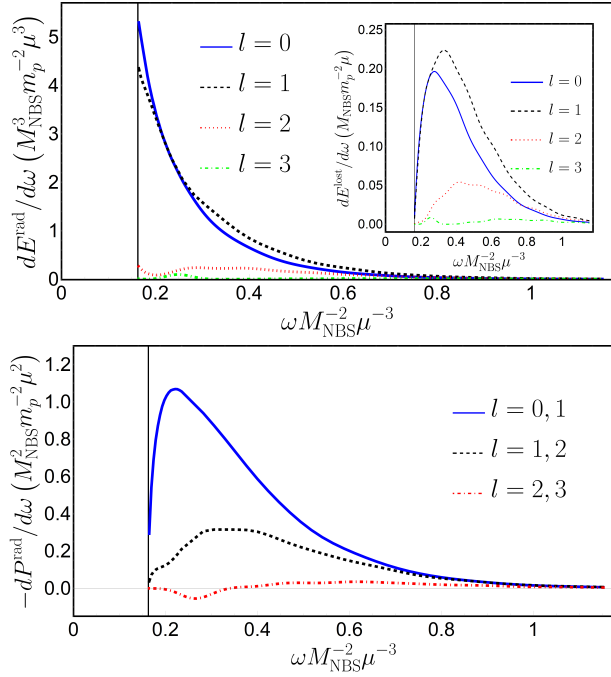 dE^rad/dω (M_NBS^3 m_p^-2 μ^3)
5
4
3
2
1
0
0
0.2
0.4
0.6
0.8
1
ωM_NBS^-2 μ^-3
l = 0
l = 1
l = 2
l = 3
dE^lost/dω (M_NBS m_p^-2 μ)
0.25
0.20
0.15
0.10
0.05
0.00
0
0.2
0.4
0.6
0.8
1
ωM_NBS^-2 μ^-3
l = 0
l = 1
l = 2
l = 3
-dP^rad/dω (M_NBS^2 m_p^-2 μ^2)
1.2
1.0
0.8
0.6
0.4
0.2
0.0
0
0.2
0.4
0.6
0.8
1
ωM_NBS^-2 μ^-3
l = 0, 1
l = 1, 2
l = 2, 3